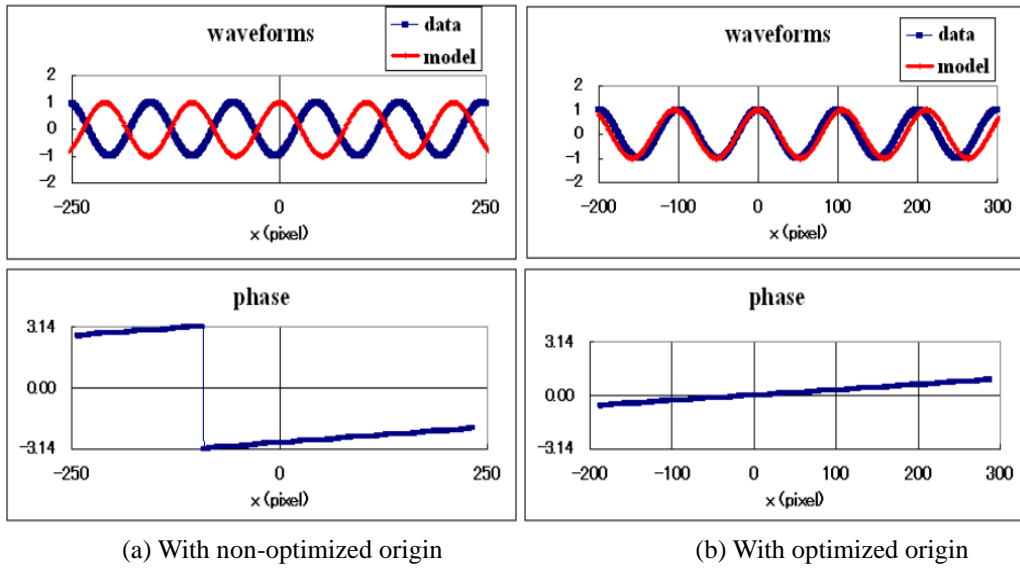 waveforms
data
model
2
1
0
-1
-2
-250
0
250
x (pixel)
waveforms
data
model
2
1
0
-1
-2
-200
-100
0
100
200
300
x (pixel)
phase
3.14
0.00
-3.14
-250
0
250
x (pixel)
phase
3.14
0.00
-3.14
-200
-100
0
100
200
300
x (pixel)
(a) With non-optimized origin
(b) With optimized origin